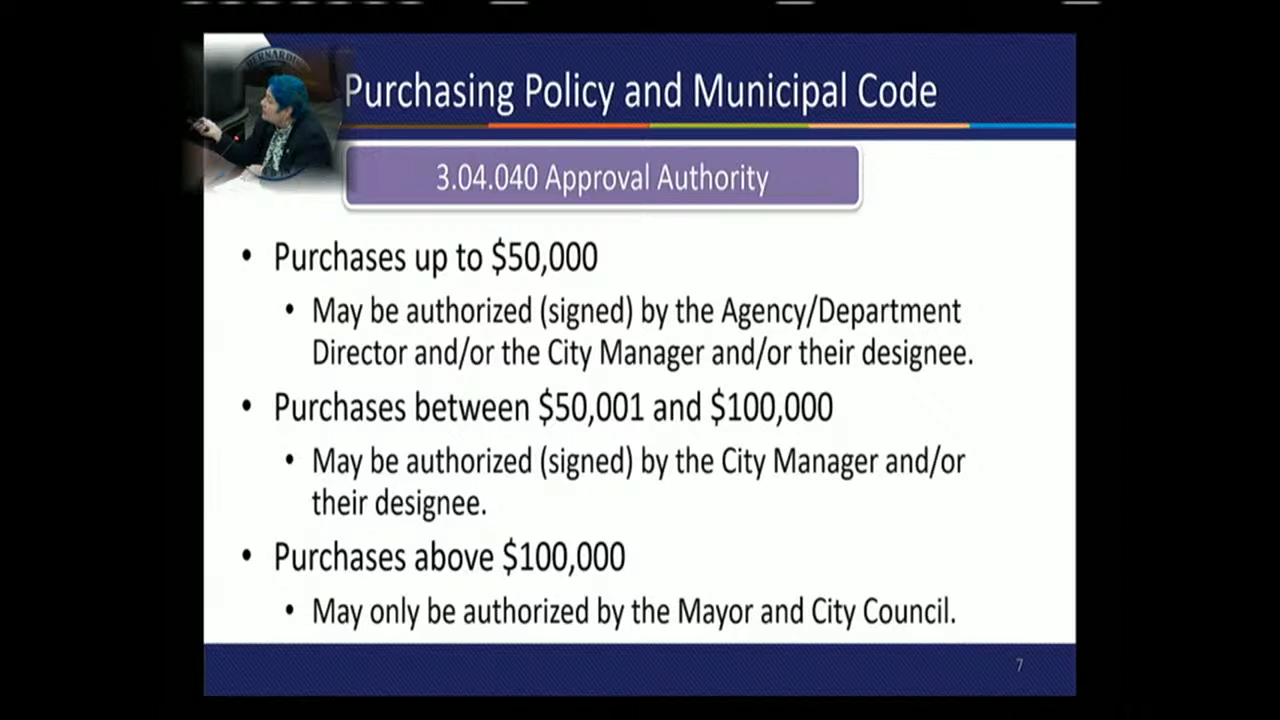 BERNARDI
Purchasing Policy and Municipal Code
3.04.040 Approval Authority
• Purchases up to $50,000
• May be authorized (signed) by the Agency/Department
Director and/or the City Manager and/or their designee.
• Purchases between $50,001 and $100,000
• May be authorized (signed) by the City Manager and/or
their designee.
• Purchases above $100,000
• May only be authorized by the Mayor and City Council.
7